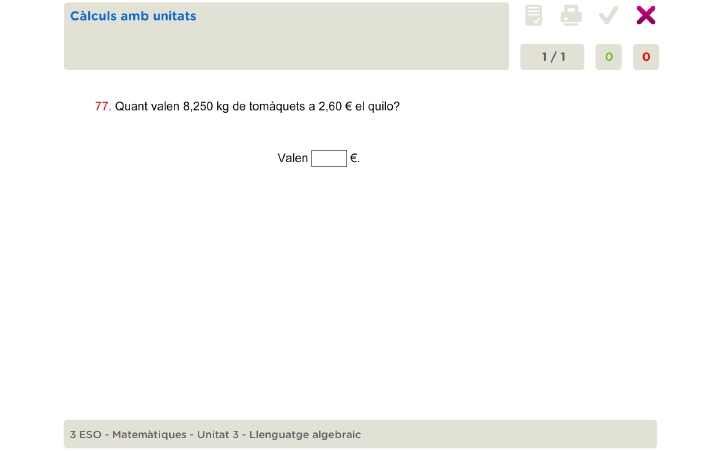 Càlculs amb unitats
1 / 1
0
0
77. Quant valen 8,250 kg de tomàquets a 2,60 € el quilo?
Valen €.
3 ESO - Matemàtiques - Unitat 3 - Llenguatge algebraic